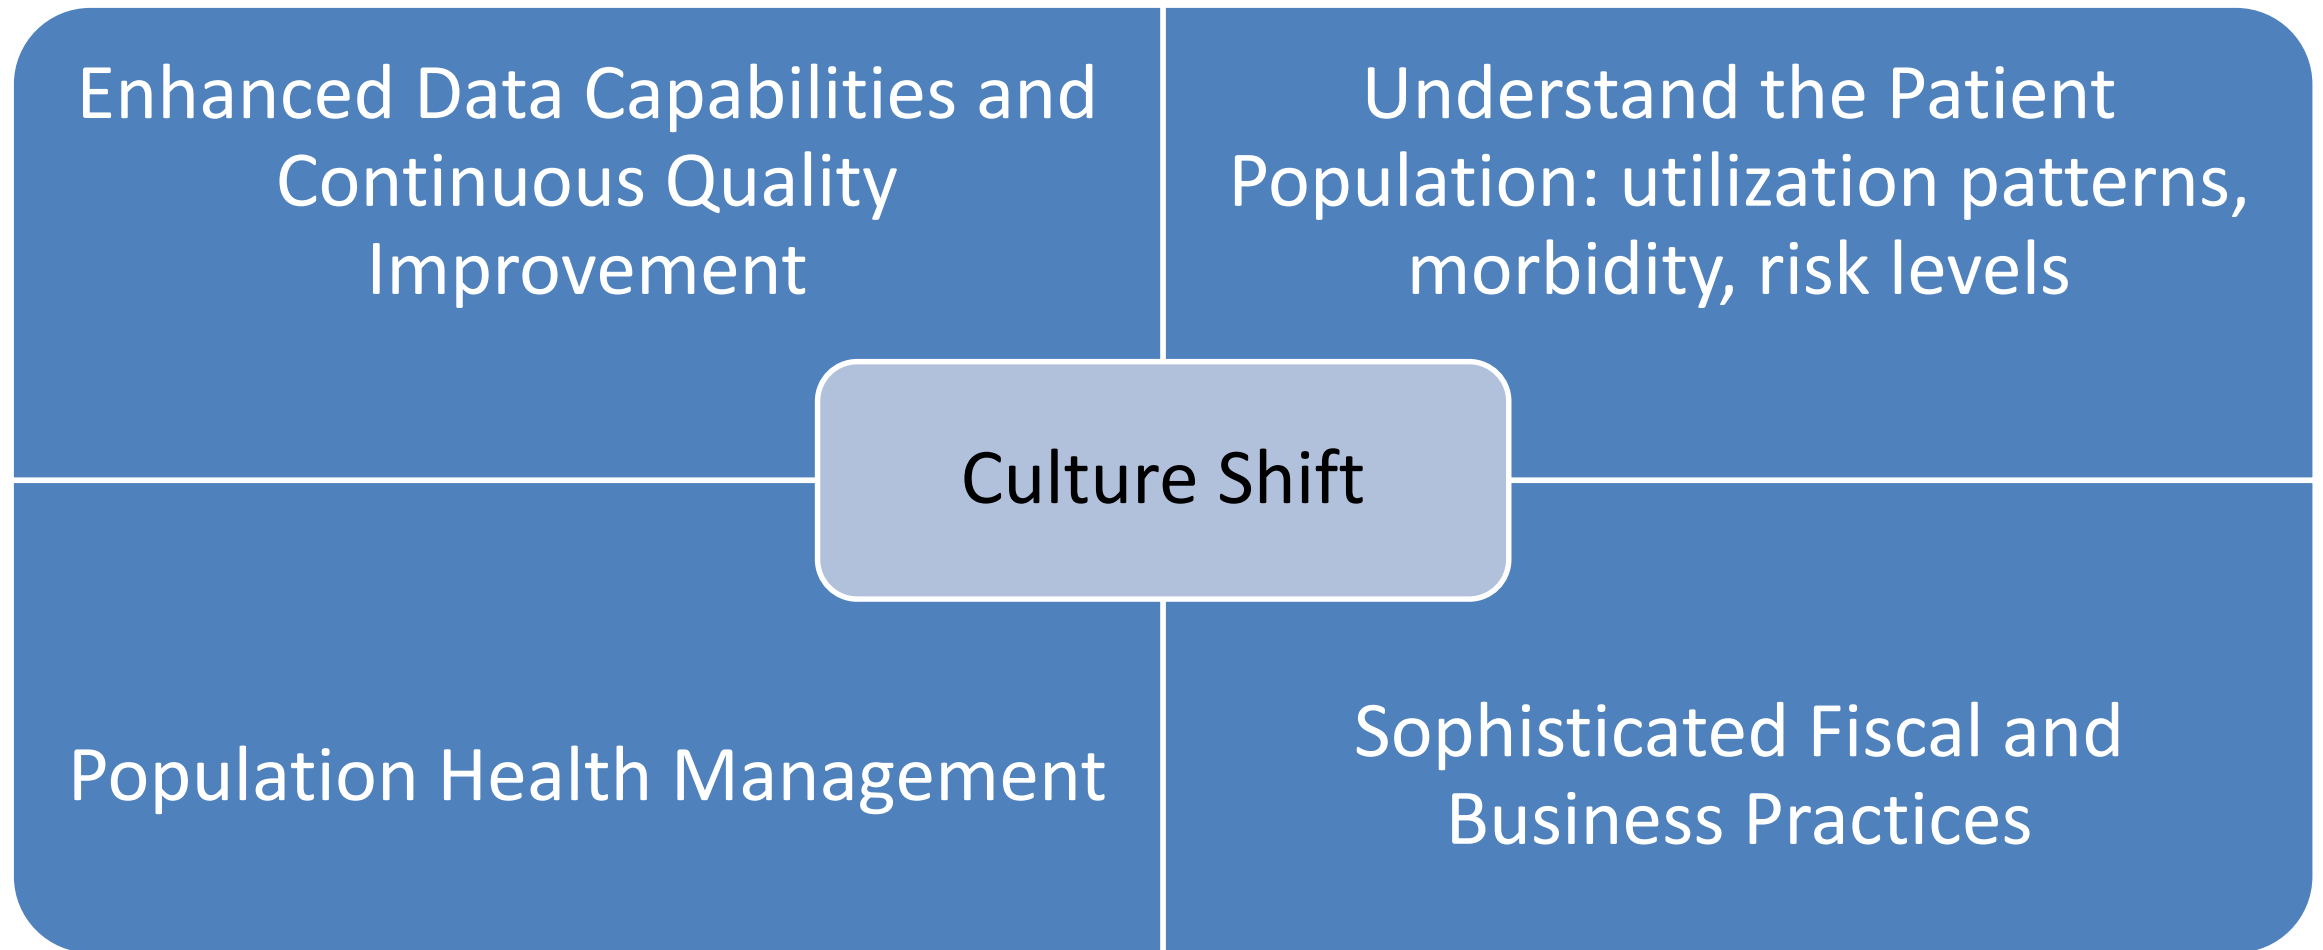 Enhanced Data Capabilities and
Continuous Quality
Improvement
Understand the Patient
Population: utilization patterns,
morbidity, risk levels
Culture Shift
Population Health Management
Sophisticated Fiscal and
Business Practices